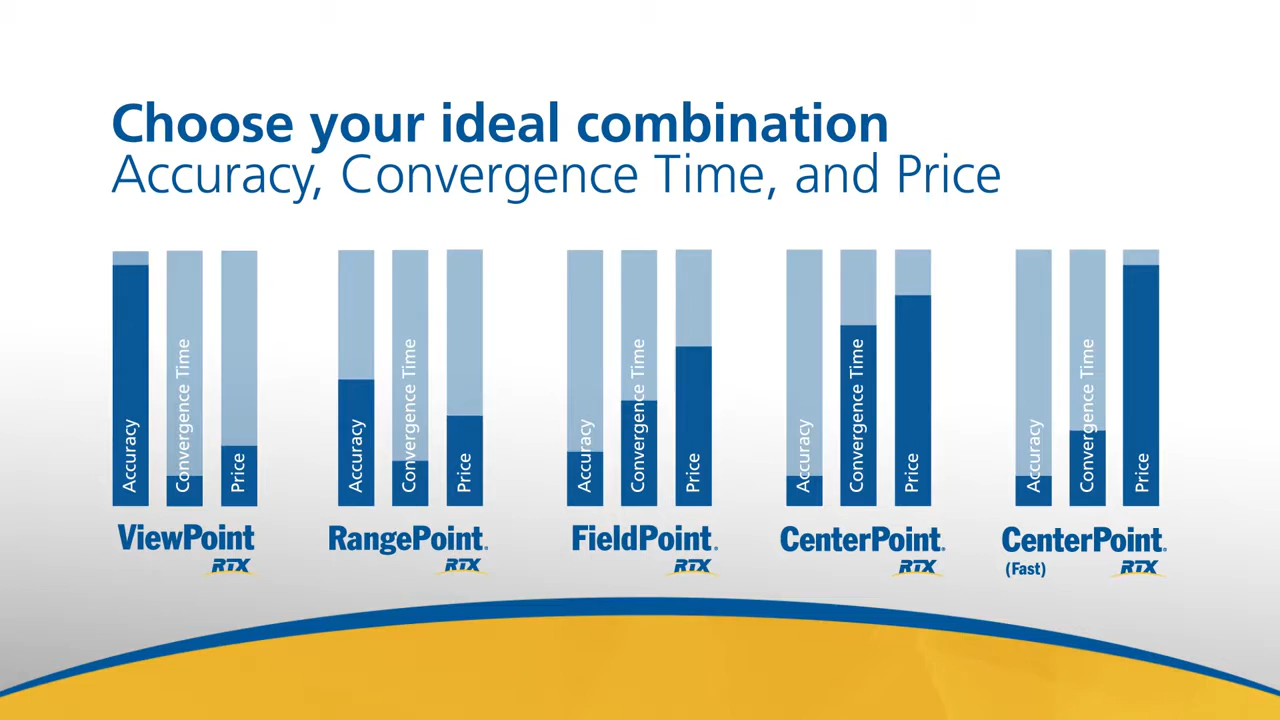 Choose your ideal combination
Accuracy, Convergence Time, and Price
Accuracy
Convergence Time
Price
ViewPoint
RTX
Accuracy
Convergence Time
Price
RangePoint®
RTX
Accuracy
Convergence Time
Price
FieldPoint®
RTX
Accuracy
Convergence Time
Price
CenterPoint®
RTX
Accuracy
Convergence Time
Price
CenterPoint®
(Fast) RTX